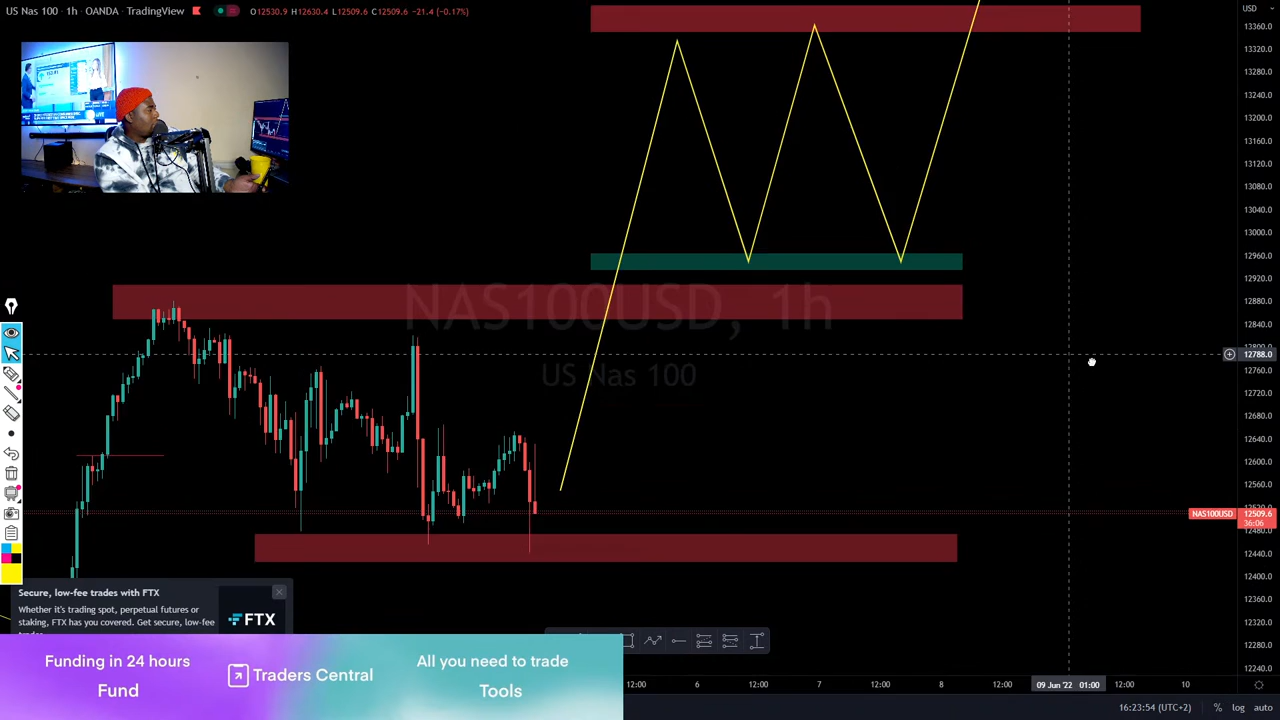 US Nas 100 · 1h · OANDA · TradingView O12530.9 H12630.4 L12509.6 C12509.6 -21.4 (-0.17%)
USD
13360.0
13320.0
13280.0
13240.0
13200.0
13160.0
13120.0
13080.0
13040.0
13000.0
12960.0
12920.0
12880.0
12840.0
12788.0
12760.0
12720.0
12680.0
12640.0
12600.0
12560.0
NAS100USD 12509.6
36:06
12480.0
12440.0
12400.0
12360.0
12320.0
12280.0
12240.0
NAS100USD, 1h
US Nas 100
LIVE
Secure, low-fee trades with FTX
Whether it's trading spot, perpetual futures or
staking, FTX has you covered. Get secure, low-fee
trades
FTX
Funding in 24 hours
Fund
Traders Central
All you need to trade
Tools
12:00 6 12:00 7 12:00 8 12:00 09 Jun '22 01:00 12:00 10
16:23:54 (UTC+2) % log auto